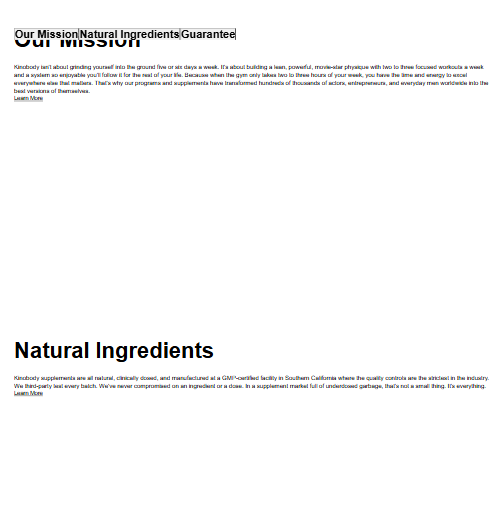 Our Mission Natural Ingredients Guarantee
Our Mission
Kinobody isn't about grinding yourself into the ground five or six days a week. It's about building a lean, powerful, movie-star physique with two to three focused workouts a week
and a system so enjoyable you'll follow it for the rest of your life. Because when the gym only takes two to three hours of your week, you have the time and energy to excel
everywhere else that matters. That's why our programs and supplements have transformed hundreds of thousands of actors, entrepreneurs, and everyday men worldwide into the
best versions of themselves.
Learn More
Natural Ingredients
Kinobody supplements are all natural, clinically dosed, and manufactured at a GMP-certified facility in Southern California where the quality controls are the strictest in the industry.
We third-party test every batch. We've never compromised on an ingredient or a dose. In a supplement market full of underdosed garbage, that's not a small thing. It's everything.
Learn More